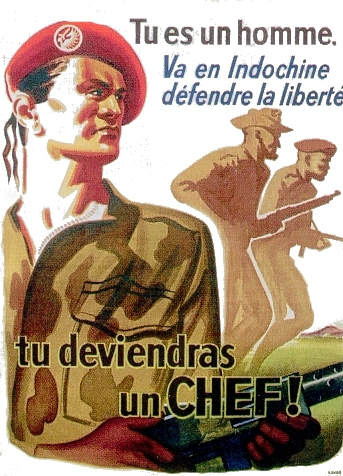 Tu es un homme.
Va en Indochine
défendre la liberté
tu deviendras
un CHEF!